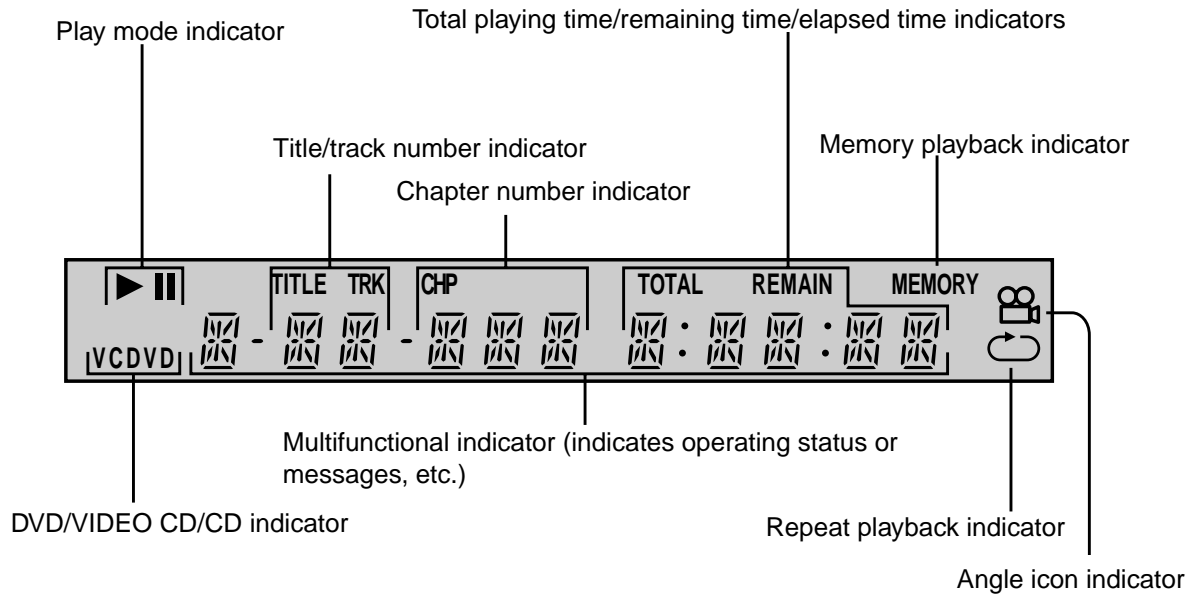 Total playing time/remaining time/elapsed time indicators
Play mode indicator
Title/track number indicator
Memory playback indicator
Chapter number indicator
TITLE TRK CHP TOTAL REMAIN MEMORY
VCDVD
Multifunctional indicator (indicates operating status or
messages, etc.)
DVD/VIDEO CD/CD indicator
Repeat playback indicator
Angle icon indicator